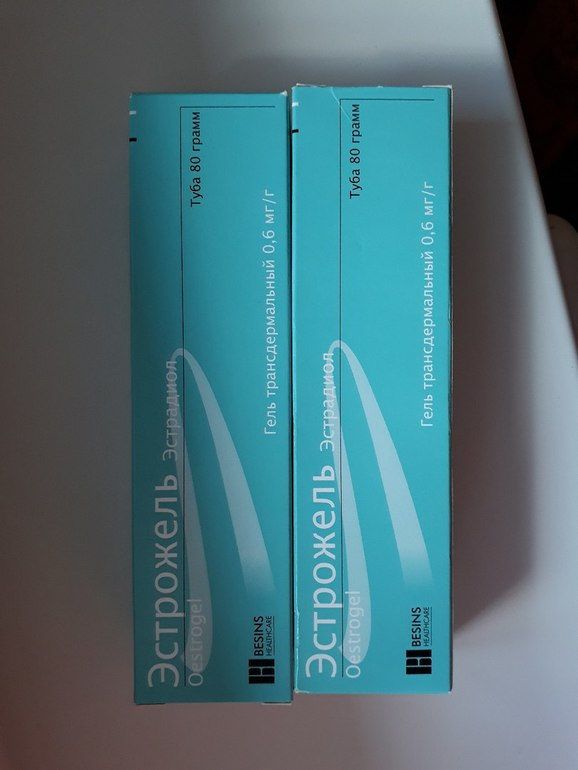 Эстрожель Эстрадиол
Oestrogel
Туба 80 грамм
Гель трансдермальный 0,6 мг/г
BESINS
HEALTHCARE
Эстрожель Эстрадиол
Oestrogel
Туба 80 грамм
Гель трансдермальный 0,6 мг/г
BESINS
HEALTHCARE